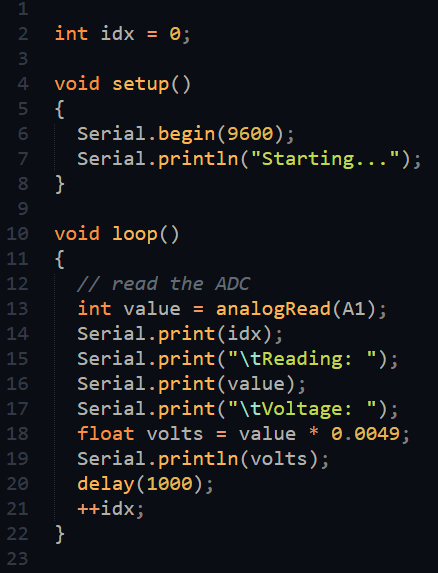 1
2 int idx = 0;
3
4 void setup()
5 {
6   Serial.begin(9600);
7   Serial.println("Starting...");
8 }
9
10 void loop()
11 {
12   // read the ADC
13   int value = analogRead(A1);
14   Serial.print(idx);
15   Serial.print("\tReading: ");
16   Serial.print(value);
17   Serial.print("\tVoltage: ");
18   float volts = value * 0.0049;
19   Serial.println(volts);
20   delay(1000);
21   ++idx;
22 }
23